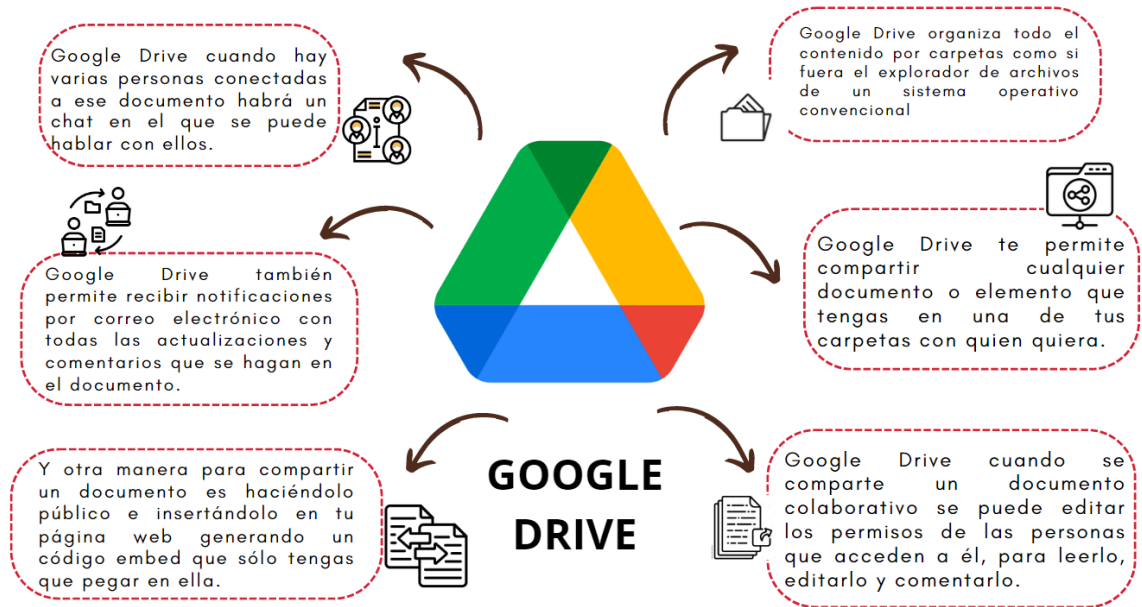 Google Drive cuando hay
varias personas conectadas
a ese documento habrá un
chat en el que se puede
hablar con ellos.
Google Drive organiza todo el
contenido por carpetas como si
fuera el explorador de archivos
de un sistema operativo
convencional
Google Drive también
permite recibir notificaciones
por correo electrónico con
todas las actualizaciones y
comentarios que se hagan en
el documento.
Google Drive te permite
compartir cualquier
documento o elemento que
tengas en una de tus
carpetas con quien quiera.
Y otra manera para compartir
un documento es haciéndolo
público e insertándolo en tu
página web generando un
código embed que sólo tengas
que pegar en ella.
GOOGLE
DRIVE
Google Drive cuando se
comparte un documento
colaborativo se puede editar
los permisos de las personas
que acceden a él, para leerlo,
editarlo y comentarlo.